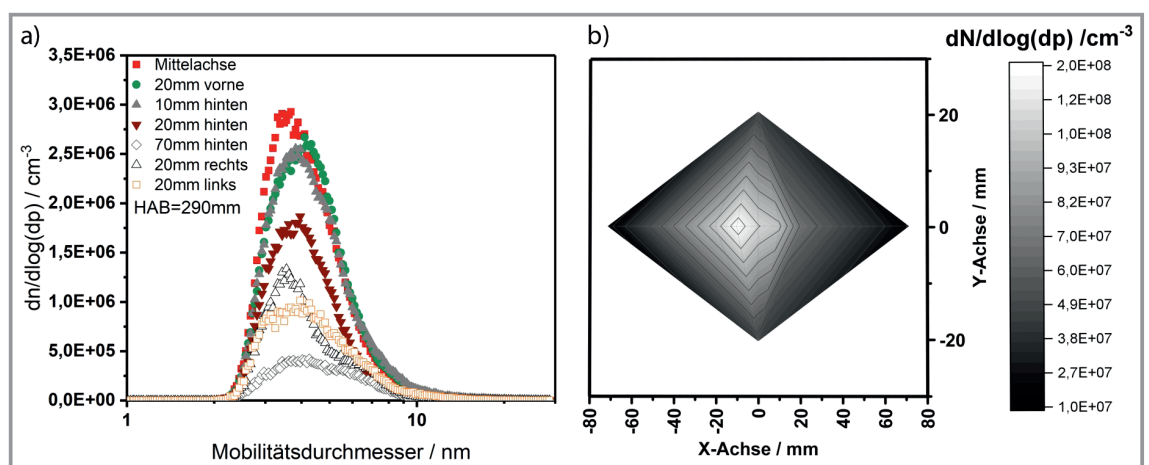 a)
3,5E+06
3,0E+06
2,5E+06
2,0E+06
1,5E+06
1,0E+06
5,0E+05
0,0E+00
dn/dlog(dp) / cm-3
Mittelachse
20mm vorne
10mm hinten
20mm hinten
70mm hinten
20mm rechts
20mm links
HAB=290mm
1
10
Mobilitätsdurchmesser / nm
b)
20
0
-20
Y-Achse / mm
-80
-60
-40
-20
0
20
40
60
80
X-Achse / mm
dN/dlog(dp) /cm-3
2,0E+08
1,2E+08
1,0E+08
9,3E+07
8,2E+07
7,1E+07
6,0E+07
4,9E+07
3,8E+07
2,7E+07
1,0E+07